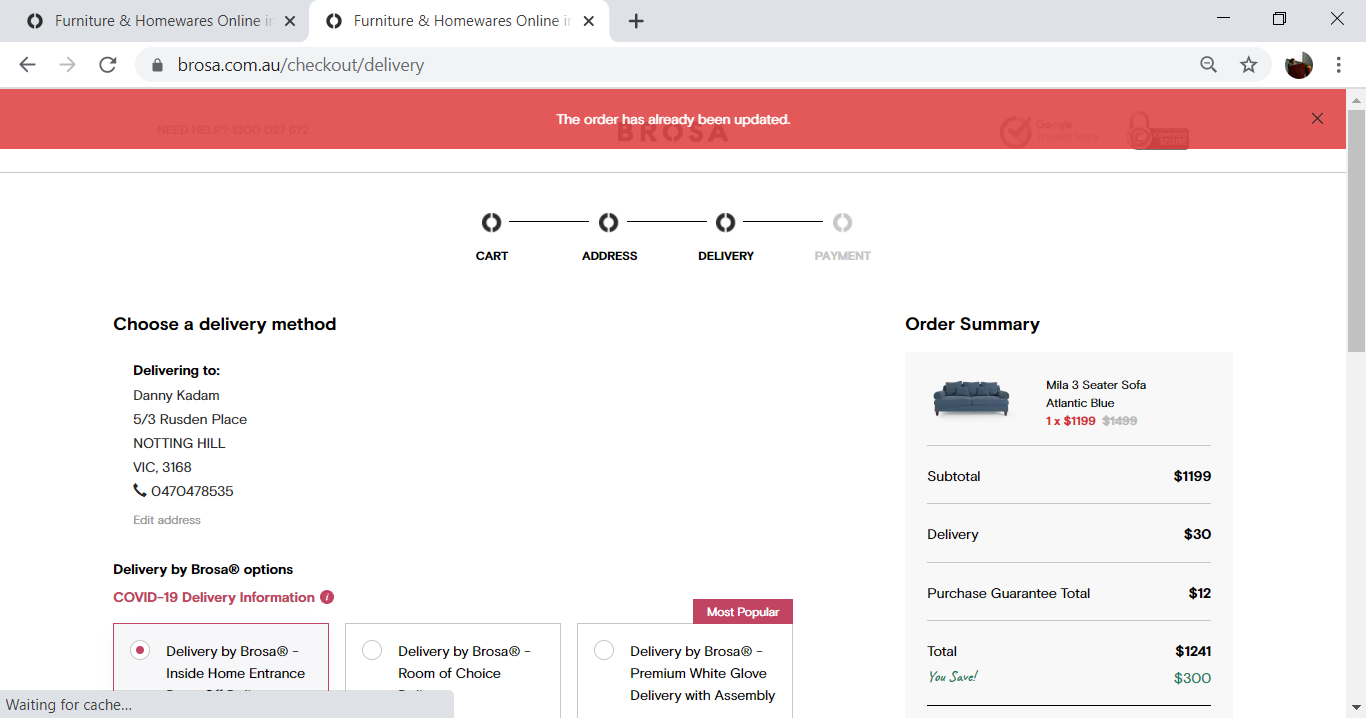 Furniture & Homewares Online in
Furniture & Homewares Online in
brosa.com.au/checkout/delivery
The order has already been updated.
NEED HELP? 1300 027 672
BROSA
Google
Trusted Store
SECURE
CART
ADDRESS
DELIVERY
PAYMENT
Choose a delivery method
Delivering to:
Danny Kadam
5/3 Rusden Place
NOTTING HILL
VIC, 3168
0470478535
Edit address
Delivery by Brosa® options
COVID-19 Delivery Information
Delivery by Brosa® -
Inside Home Entrance
Delivery by Brosa® -
Room of Choice
Most Popular
Delivery by Brosa® -
Premium White Glove
Delivery with Assembly
Order Summary
Mila 3 Seater Sofa
Atlantic Blue
1 x $1199 $1499
Subtotal $1199
Delivery $30
Purchase Guarantee Total $12
Total $1241
You Save! $300
Waiting for cache...